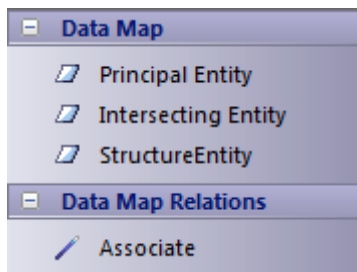 Data Map
Principal Entity
Intersecting Entity
StructureEntity
Data Map Relations
Associate